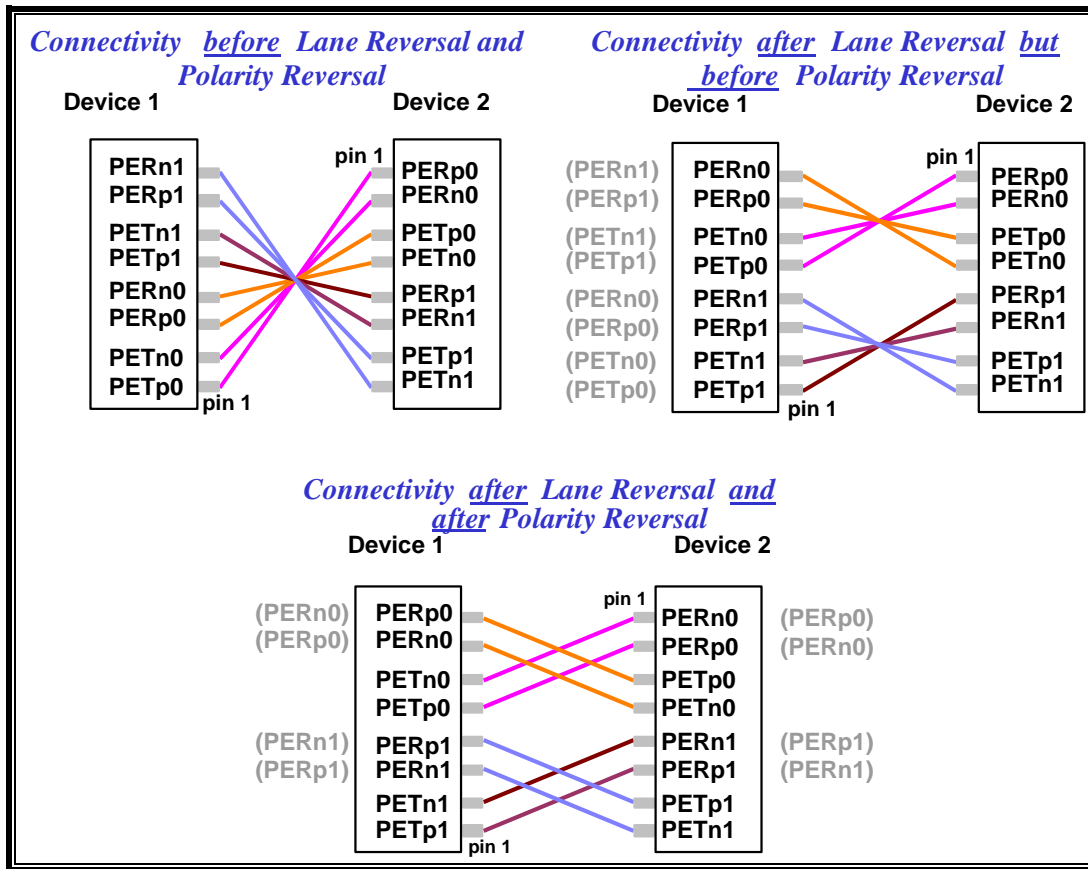 Connectivity before Lane Reversal and
Polarity Reversal
Device 1
Device 2
PERn1
PERp1
PETn1
PETp1
PERn0
PERp0
PETn0
PETp0
pin 1
pin 1
PERp0
PERn0
PETp0
PETn0
PERp1
PERn1
PETp1
PETn1
Connectivity after Lane Reversal but
before Polarity Reversal
Device 1
Device 2
(PERn1)
(PERp1)
(PETn1)
(PETp1)
(PERn0)
(PERp0)
(PETn0)
(PETp0)
PERn0
PERp0
PETn0
PETp0
PERn1
PERp1
PETn1
PETp1
pin 1
pin 1
PERp0
PERn0
PETp0
PETn0
PERp1
PERn1
PETp1
PETn1
Connectivity after Lane Reversal and
after Polarity Reversal
Device 1
Device 2
(PERn0)
(PERp0)
(PERn1)
(PERp1)
PERp0
PERn0
PETn0
PETp0
PERp1
PERn1
PETn1
PETp1
pin 1
pin 1
PERn0
PERp0
PETp0
PETn0
PERn1
PERp1
PETp1
PETn1
(PERp0)
(PERn0)
(PERp1)
(PERn1)